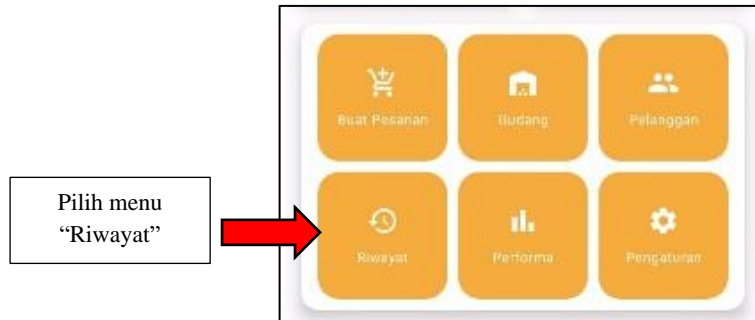 Buat Pesanan
Gudang
Pelanggan
Pilih menu
“Riwayat”
Riwayat
Performa
Pengaturan